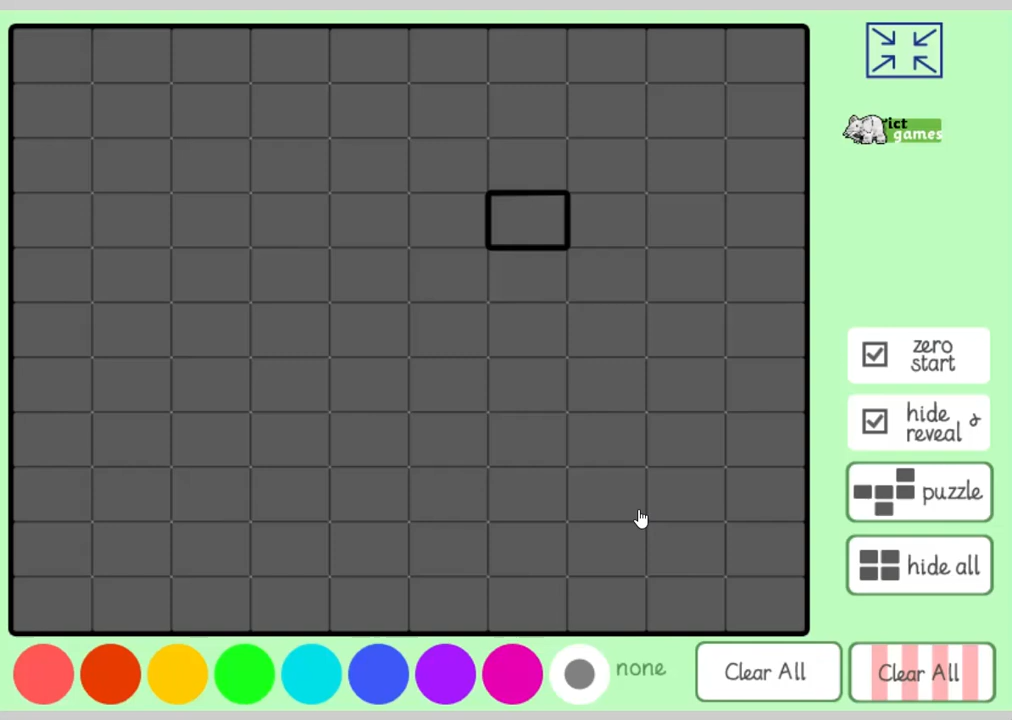 ict
games
zero
start
hide &
reveal
puzzle
hide all
none
Clear All
Clear All